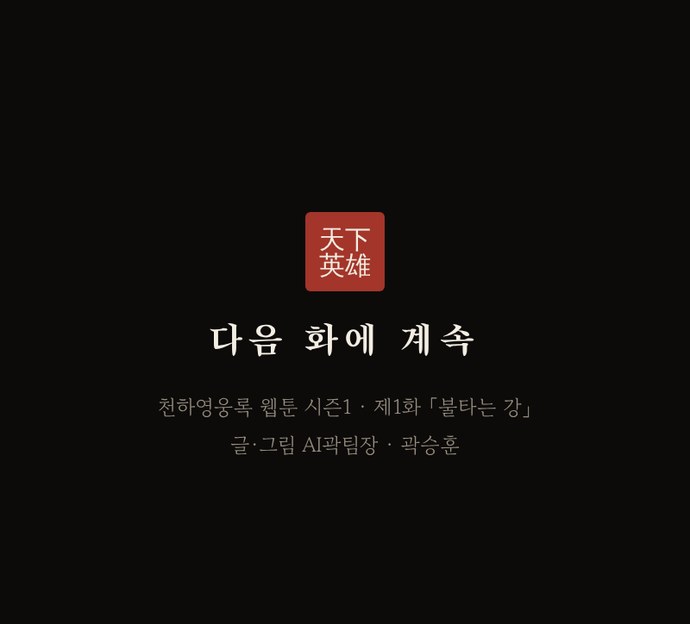 天下
英雄
다음 화에 계속
천하영웅록 웹툰 시즌1 · 제1화 「불타는 강」
글·그림 AI곽팀장 · 곽승훈